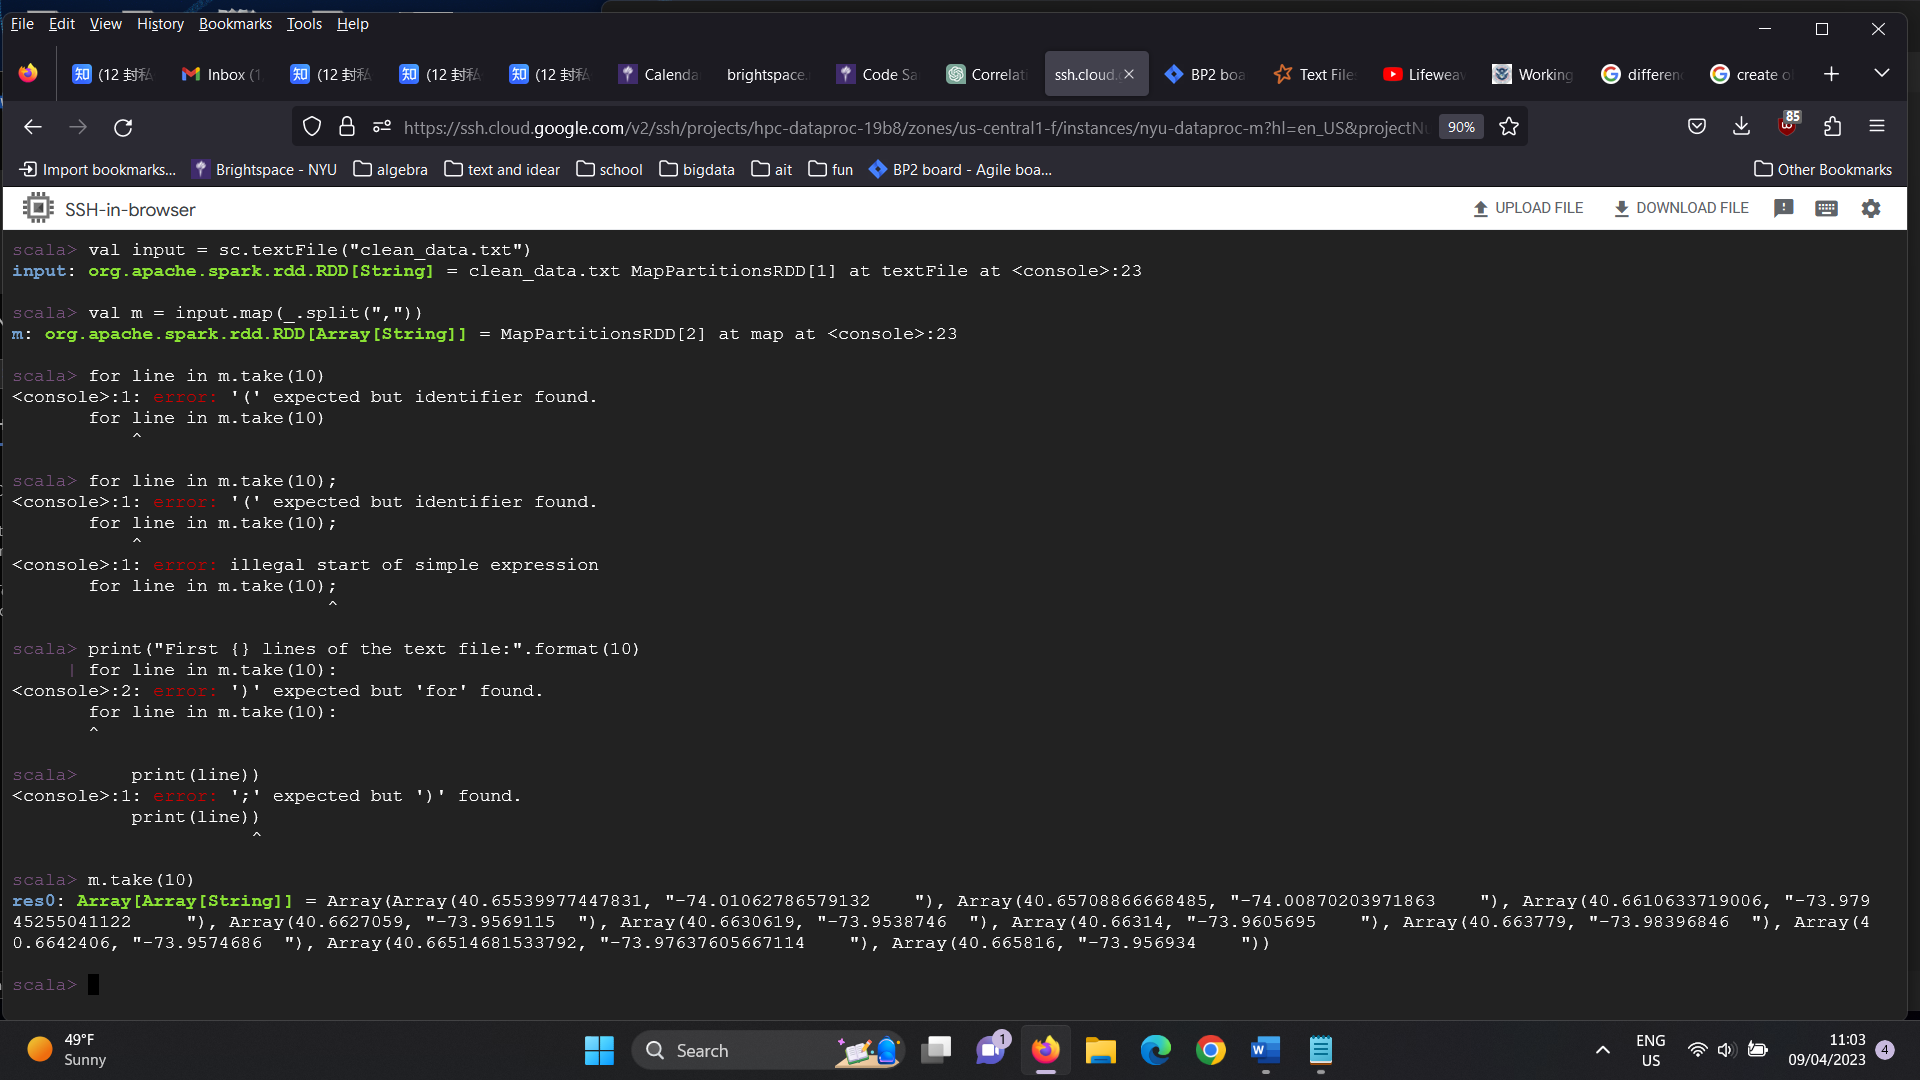 File Edit View History Bookmarks Tools Help
知 (12 封私 Inbox (1 知 (12 封私 知 (12 封私 知 (12 封私 Calenda brightspace. Code Sa Correlati ssh.cloud. BP2 boa Text File Lifeweav Working differen create o
https://ssh.cloud.google.com/v2/ssh/projects/hpc-dataproc-19b8/zones/us-central1-f/instances/nyu-dataproc-m?hl=en_US&projectNu 90% 85
Import bookmarks... Brightspace - NYU algebra text and idear school bigdata ait fun BP2 board - Agile boa... Other Bookmarks
SSH-in-browser UPLOAD FILE DOWNLOAD FILE
scala> val input = sc.textFile("clean_data.txt")
input: org.apache.spark.rdd.RDD[String] = clean_data.txt MapPartitionsRDD[1] at textFile at <console>:23
scala> val m = input.map(_.split(","))
m: org.apache.spark.rdd.RDD[Array[String]] = MapPartitionsRDD[2] at map at <console>:23
scala> for line in m.take(10)
<console>:1: error: '(' expected but identifier found.
       for line in m.take(10)
           ^
scala> for line in m.take(10);
<console>:1: error: '(' expected but identifier found.
       for line in m.take(10);
           ^
<console>:1: error: illegal start of simple expression
       for line in m.take(10);
                             ^
scala> print("First {} lines of the text file:".format(10)
     | for line in m.take(10):
<console>:2: error: ')' expected but 'for' found.
       for line in m.take(10):
       ^
scala>     print(line))
<console>:1: error: ';' expected but ')' found.
           print(line))
                      ^
scala> m.take(10)
res0: Array[Array[String]] = Array(Array(40.65539977447831, "-74.01062786579132    "), Array(40.65708866668485, "-74.00870203971863    "), Array(40.6610633719006, "-73.979
45255041122     "), Array(40.6627059, "-73.9569115  "), Array(40.6630619, "-73.9538746  "), Array(40.66314, "-73.9605695    "), Array(40.663779, "-73.98396846  "), Array(4
0.6642406, "-73.9574686  "), Array(40.66514681533792, "-73.97637605667114    "), Array(40.665816, "-73.956934    "))
scala>
49°F
Sunny
Search
1
W
ENG
US
11:03
09/04/2023
4